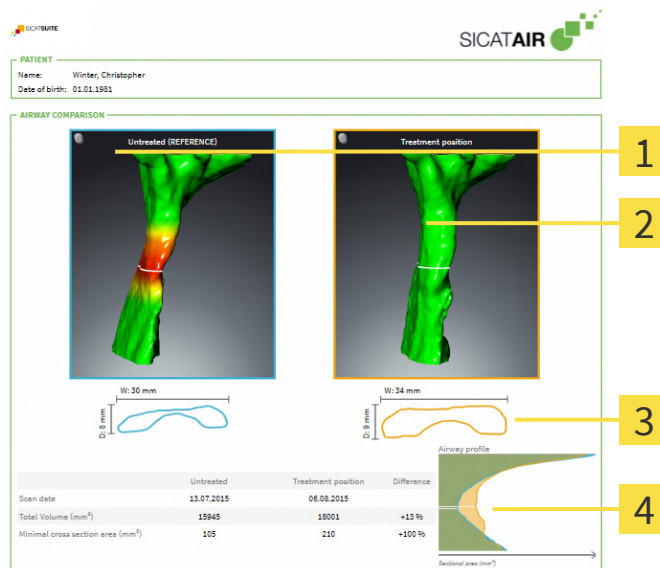 SICATSUITE
SICATAIR
PATIENT
Name: Winter, Christopher
Date of birth: 01.01.1981
AIRWAY COMPARISON
Untreated (REFERENCE)
Treatment position
1
2
W: 30 mm
D: 8 mm
W: 34 mm
D: 9 mm
3
Airway profile
Untreated Treatment position Difference
Scan date 13.07.2015 06.08.2015
Total Volume (mm³) 15945 18001 +13 %
Minimal cross section area (mm²) 105 210 +100 %
4
Sectional area (mm²)